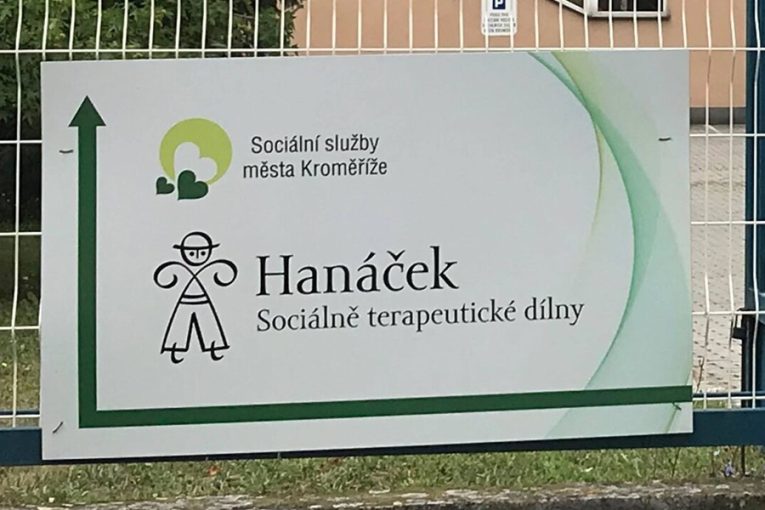 Sociální služby
města Kroměříže
Hanáček
Sociálně terapeutické dílny